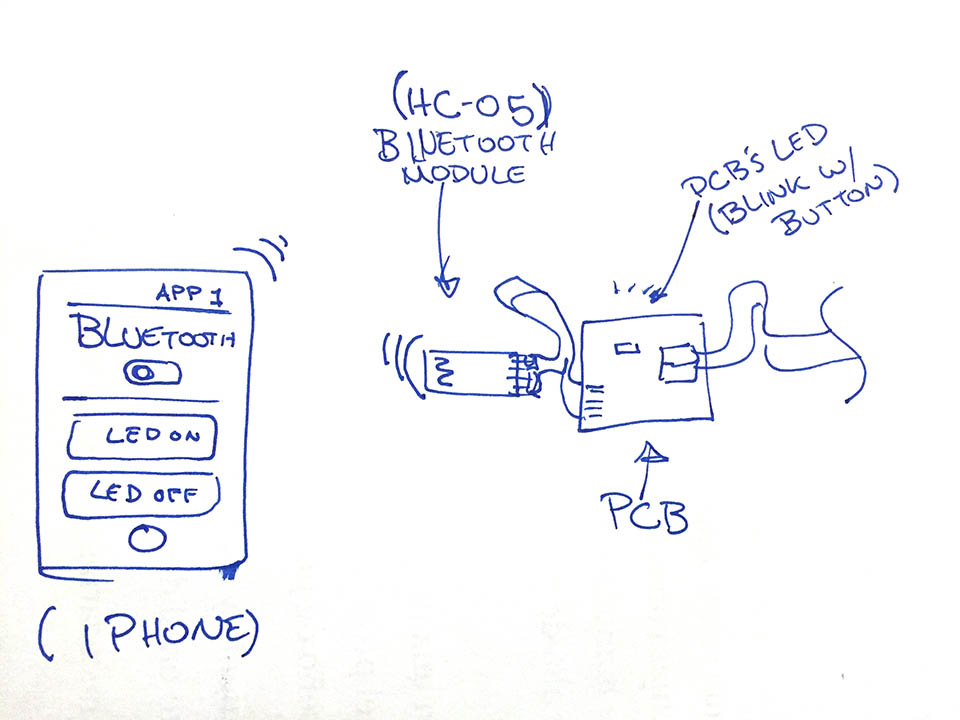 (HC-05)
BLUETOOTH
MODULE
PCB'S LED
(BLINK W/
BUTTON)
APP 1
BLUETOOTH
LED ON
LED OFF
PCB
(iPHONE)